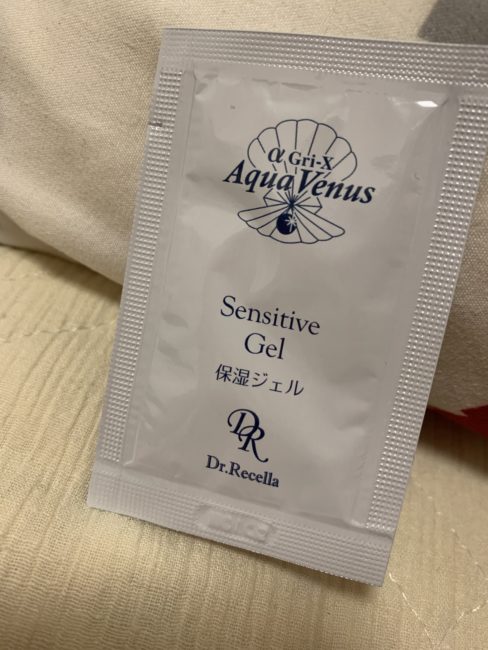 α Gri-X
AquaVenus
Sensitive
Gel
保湿ジェル
DR
Dr.Recella